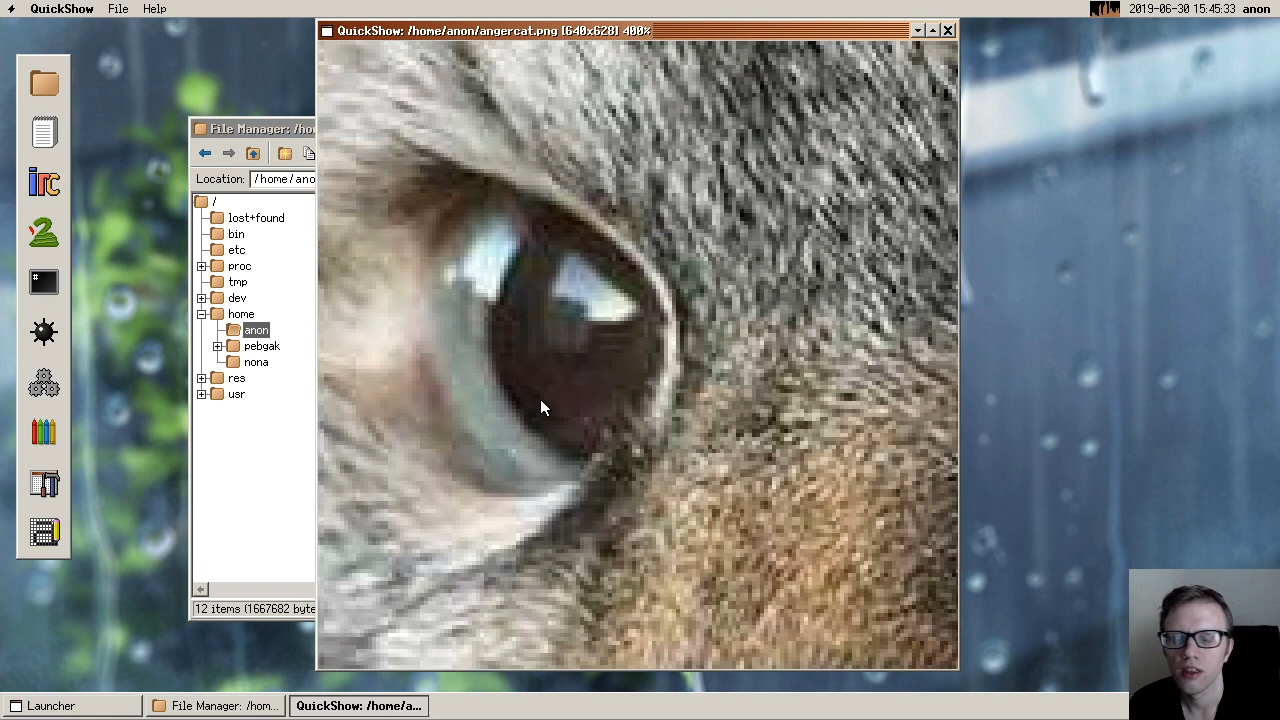 QuickShow File Help
2019-06-30 15:45:33 anon
QuickShow: /home/anon/angercat.png [640x628] 400%
File Manager: /ho
Location: /home/ano
/
lost+found
bin
etc
proc
tmp
dev
home
anon
pebgak
nona
res
usr
irc
12 items (1667682 byte
Launcher
File Manager: /hom...
QuickShow: /home/a...